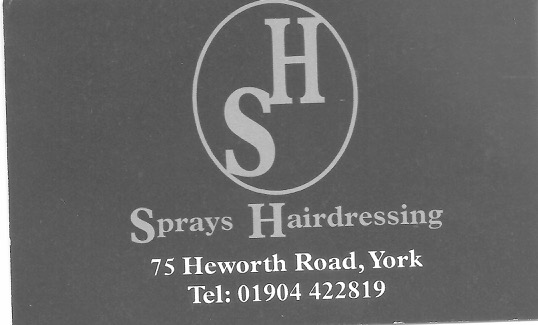 SH
Sprays Hairdressing
75 Heworth Road, York
Tel: 01904 422819